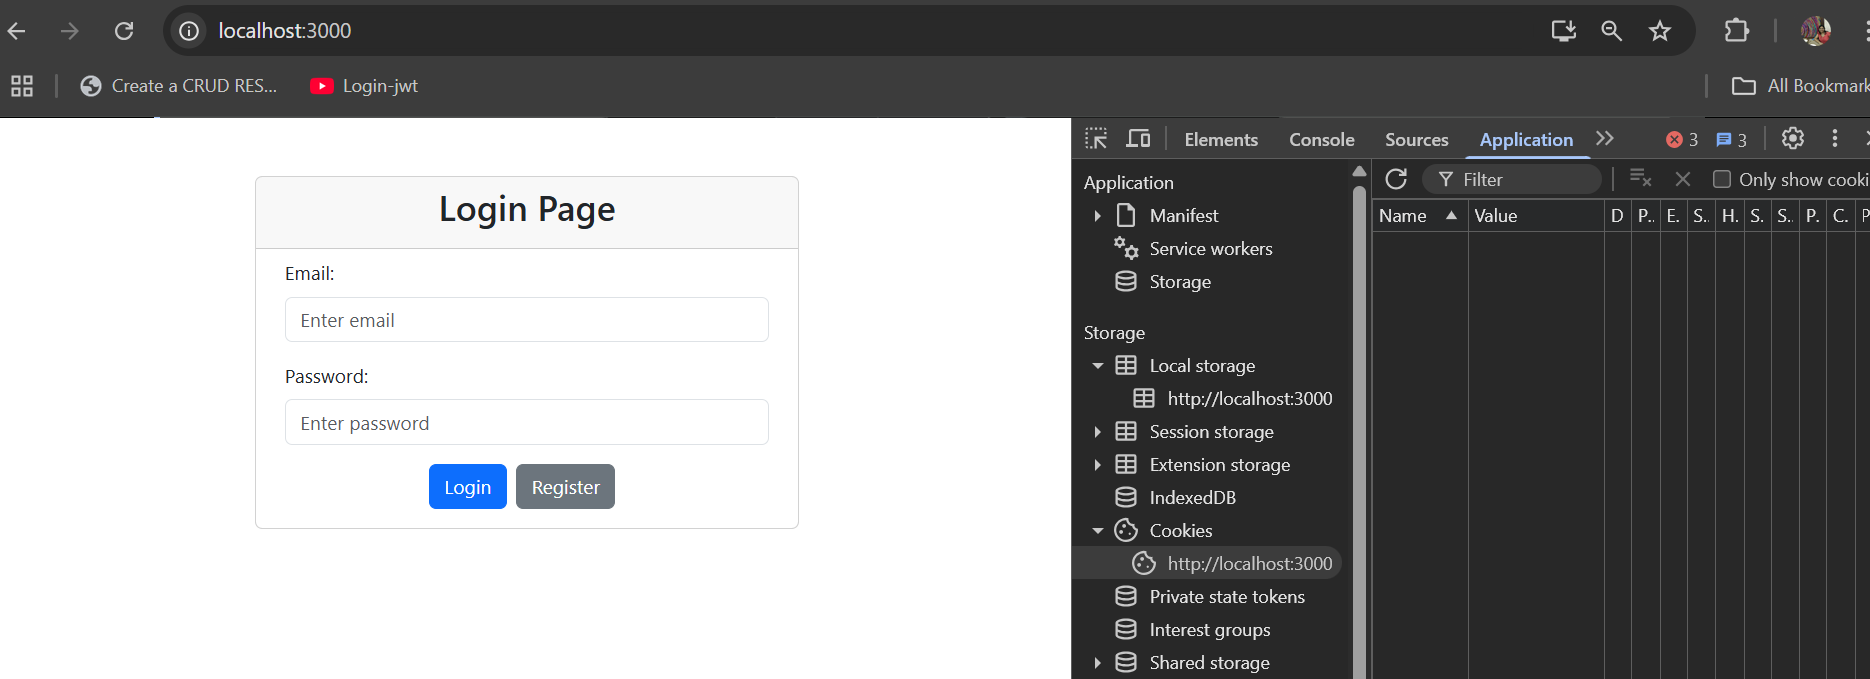 localhost:3000
Create a CRUD RES...
Login-jwt
All Bookmark
Login Page
Email:
Enter email
Password:
Enter password
Login Register
Elements Console Sources Application 3 3
Application
Manifest
Service workers
Storage
Storage
Local storage
http://localhost:3000
Session storage
Extension storage
IndexedDB
Cookies
http://localhost:3000
Private state tokens
Interest groups
Shared storage
Filter Only show cooki
Name Value D P.. E. S.. H. S. S.. P. C. P